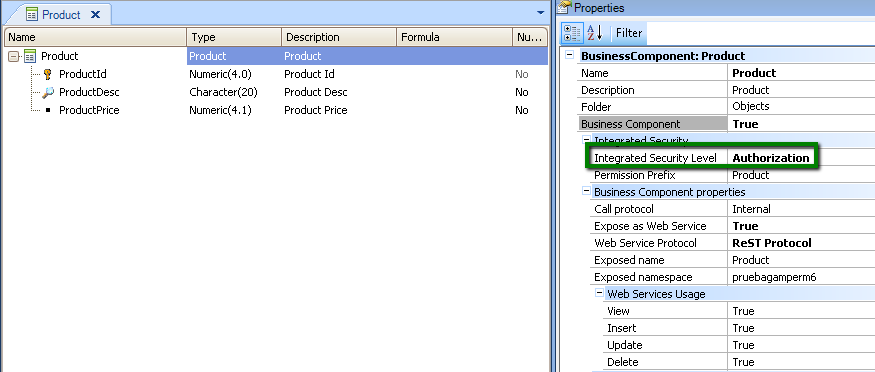 Product
Name Type Description Formula Nu...
Product Product Product
ProductId Numeric(4.0) Product Id No
ProductDesc Character(20) Product Desc No
ProductPrice Numeric(4.1) Product Price No
Properties
Filter
BusinessComponent: Product
Name Product
Description Product
Folder Objects
Business Component True
Integrated Security
Integrated Security Level Authorization
Permission Prefix Product
Business Component properties
Call protocol Internal
Expose as Web Service True
Web Service Protocol ReST Protocol
Exposed name Product
Exposed namespace pruebagamperm6
Web Services Usage
View True
Insert True
Update True
Delete True